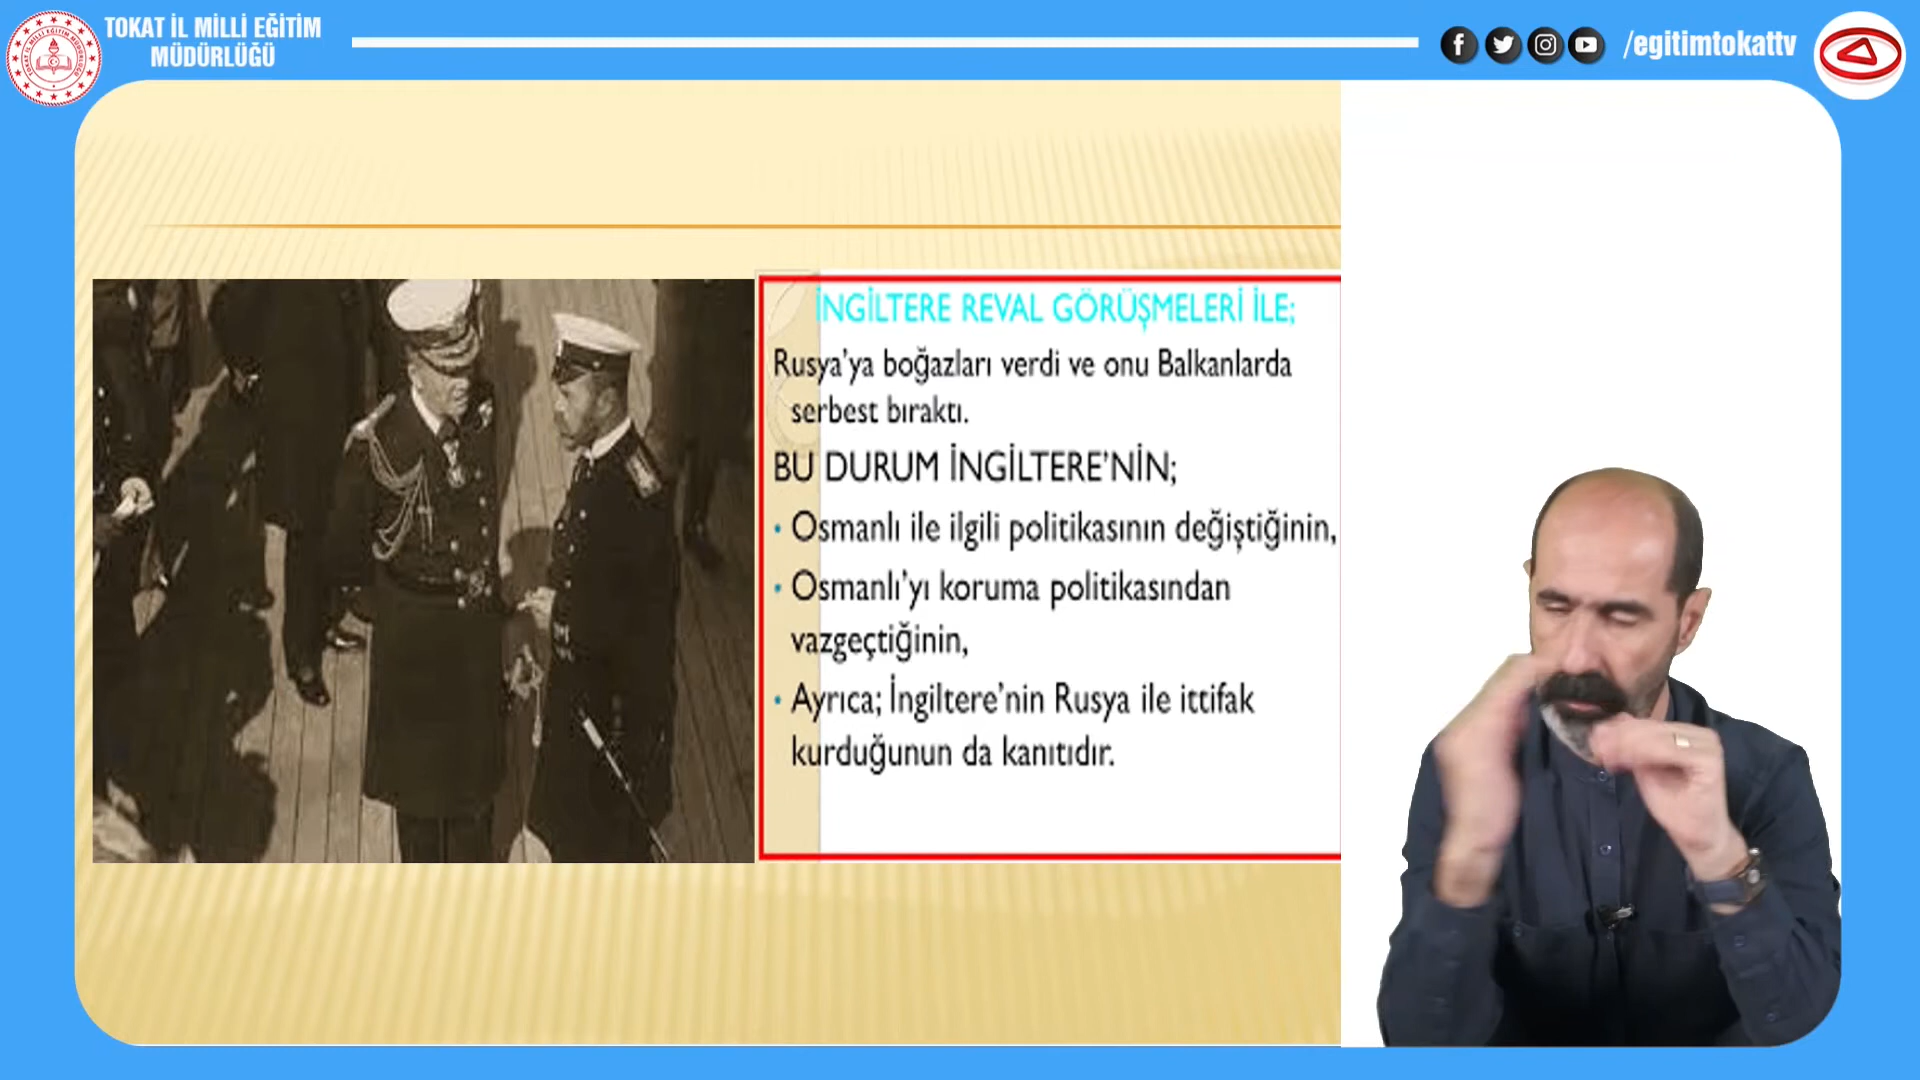 TOKAT İL MİLLİ EĞİTİM
MÜDÜRLÜĞÜ
/egitimtokattv
İNGİLTERE REVAL GÖRÜŞMELERİ İLE;
Rusya'ya boğazları verdi ve onu Balkanlarda
serbest bıraktı.
BU DURUM İNGİLTERE'NİN;
• Osmanlı ile ilgili politikasının değiştiğinin,
• Osmanlı'yı koruma politikasından
vazgeçtiğinin,
• Ayrıca; İngiltere'nin Rusya ile ittifak
kurduğunun da kanıtıdır.